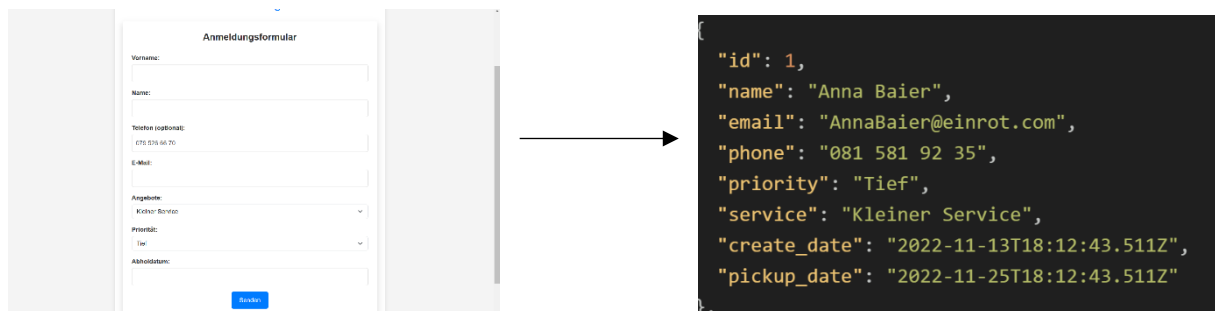 Anmeldungsformular
Vorname:
Name:
Telefon (optional):
079 526 66 70
E-Mail:
Angebote:
Kleiner Service
Priorität:
Tief
Abholdatum:
Senden
{
"id": 1,
"name": "Anna Baier",
"email": "AnnaBaier@einrot.com",
"phone": "081 581 92 35",
"priority": "Tief",
"service": "Kleiner Service",
"create_date": "2022-11-13T18:12:43.511Z",
"pickup_date": "2022-11-25T18:12:43.511Z"
},